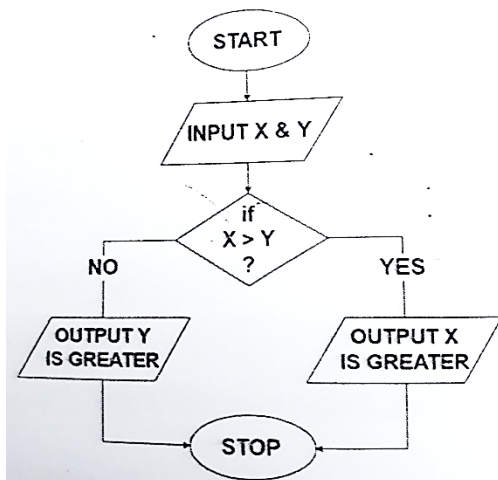 START
INPUT X & Y
if
X > Y
?
NO
YES
OUTPUT Y
IS GREATER
OUTPUT X
IS GREATER
STOP